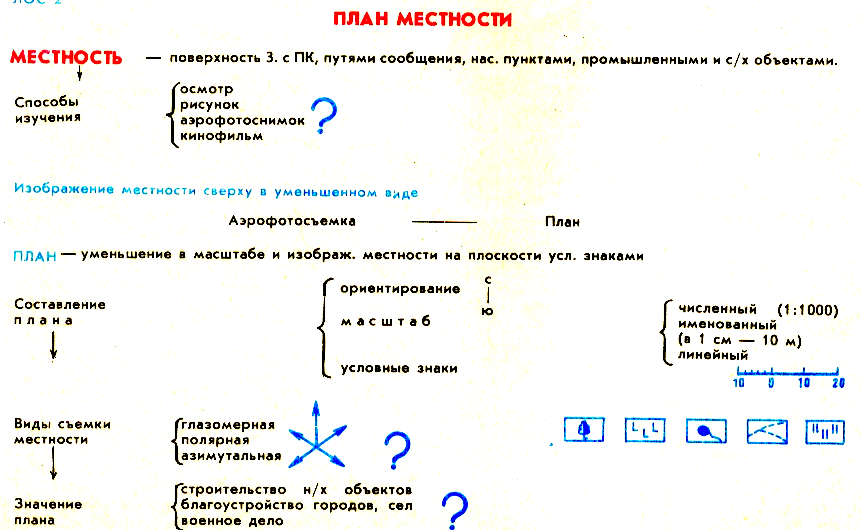 ПЛАН МЕСТНОСТИ
МЕСТНОСТЬ — поверхность З. с ПК, путями сообщения, нас. пунктами, промышленными и с/х объектами.
Способы изучения
осмотр
рисунок
аэрофотоснимок
кинофильм
?
Изображение местности сверху в уменьшенном виде
Аэрофотосъемка — План
ПЛАН — уменьшение в масштабе и изображ. местности на плоскости усл. знаками
Составление
плана
ориентирование
С
Ю
масштаб
условные знаки
численный (1:1000)
именованный
(в 1 см — 10 м)
линейный
10 0 10 20
Виды съемки
местности
глазомерная
полярная
азимутальная
?
Значение
плана
строительство н/х объектов
благоустройство городов, сел
военное дело
?